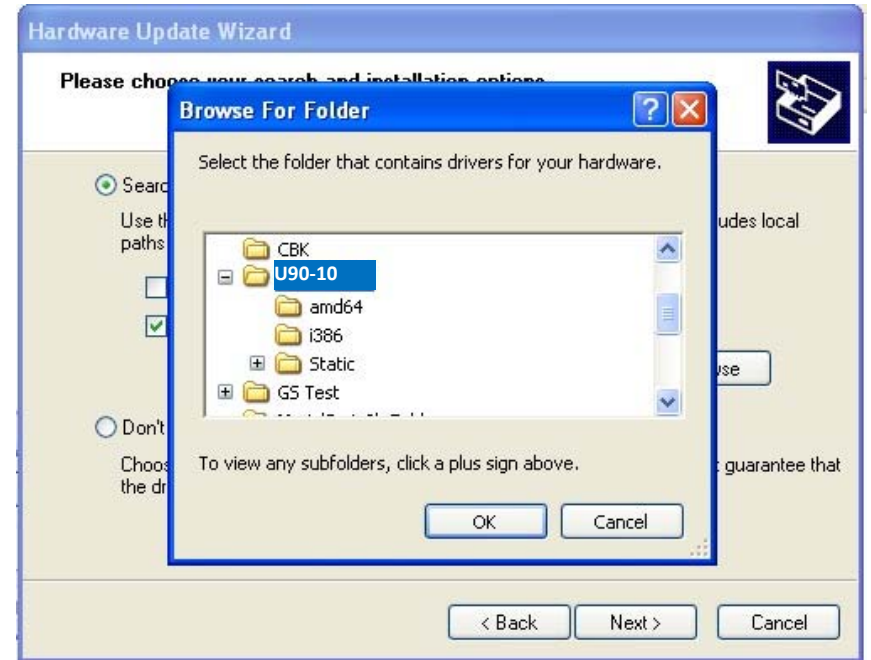 Hardware Update Wizard
Please choose your search and installation options.
Browse For Folder
Select the folder that contains drivers for your hardware.
Searc
Use th
udes local
paths
CBK
U90-10
amd64
i386
Static
GS Test
use
Don't
Choos
guarantee that
the dr
To view any subfolders, click a plus sign above.
OK
Cancel
< Back
Next >
Cancel